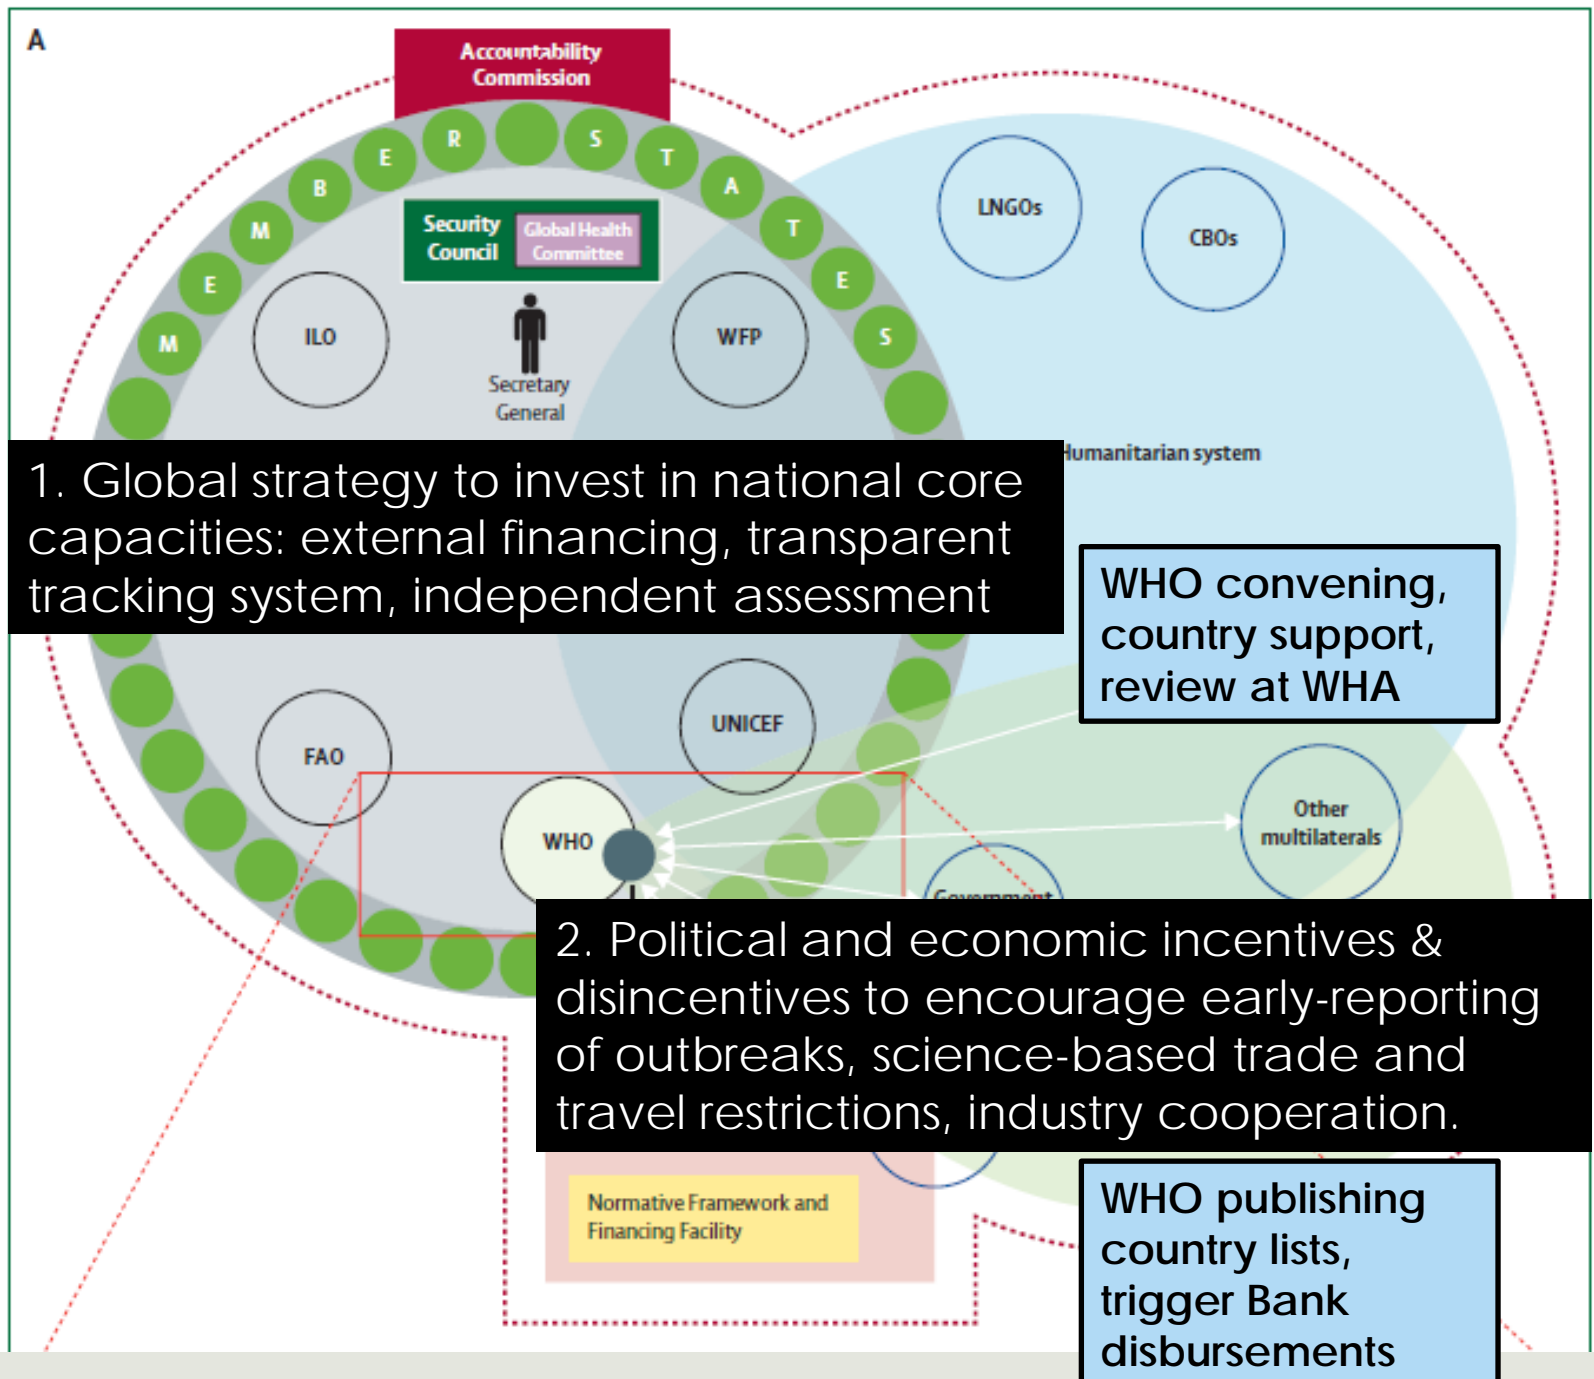 A
Accountability
Commission
M E M B E R S T A T E S
Security
Council
Global Health
Committee
LNGOs
CBOs
ILO
WFP
Secretary
General
Humanitarian system
1. Global strategy to invest in national core
capacities: external financing, transparent
tracking system, independent assessment
WHO convening,
country support,
review at WHA
UNICEF
FAO
WHO
Other
multilaterals
Government
2. Political and economic incentives &
disincentives to encourage early-reporting
of outbreaks, science-based trade and
travel restrictions, industry cooperation.
Normative Framework and
Financing Facility
WHO publishing
country lists,
trigger Bank
disbursements